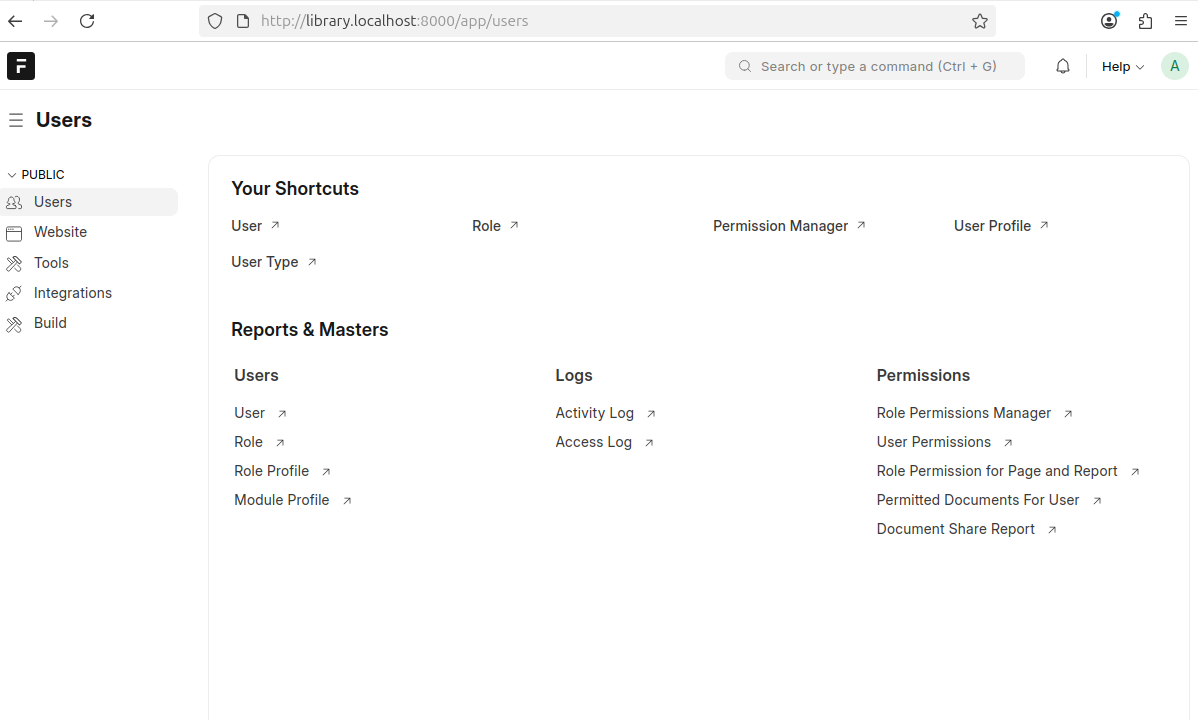 http://library.localhost:8000/app/users
F
Search or type a command (Ctrl + G)
Help
A
Users
PUBLIC
Users
Website
Tools
Integrations
Build
Your Shortcuts
User
Role
Permission Manager
User Profile
User Type
Reports & Masters
Users
User
Role
Role Profile
Module Profile
Logs
Activity Log
Access Log
Permissions
Role Permissions Manager
User Permissions
Role Permission for Page and Report
Permitted Documents For User
Document Share Report